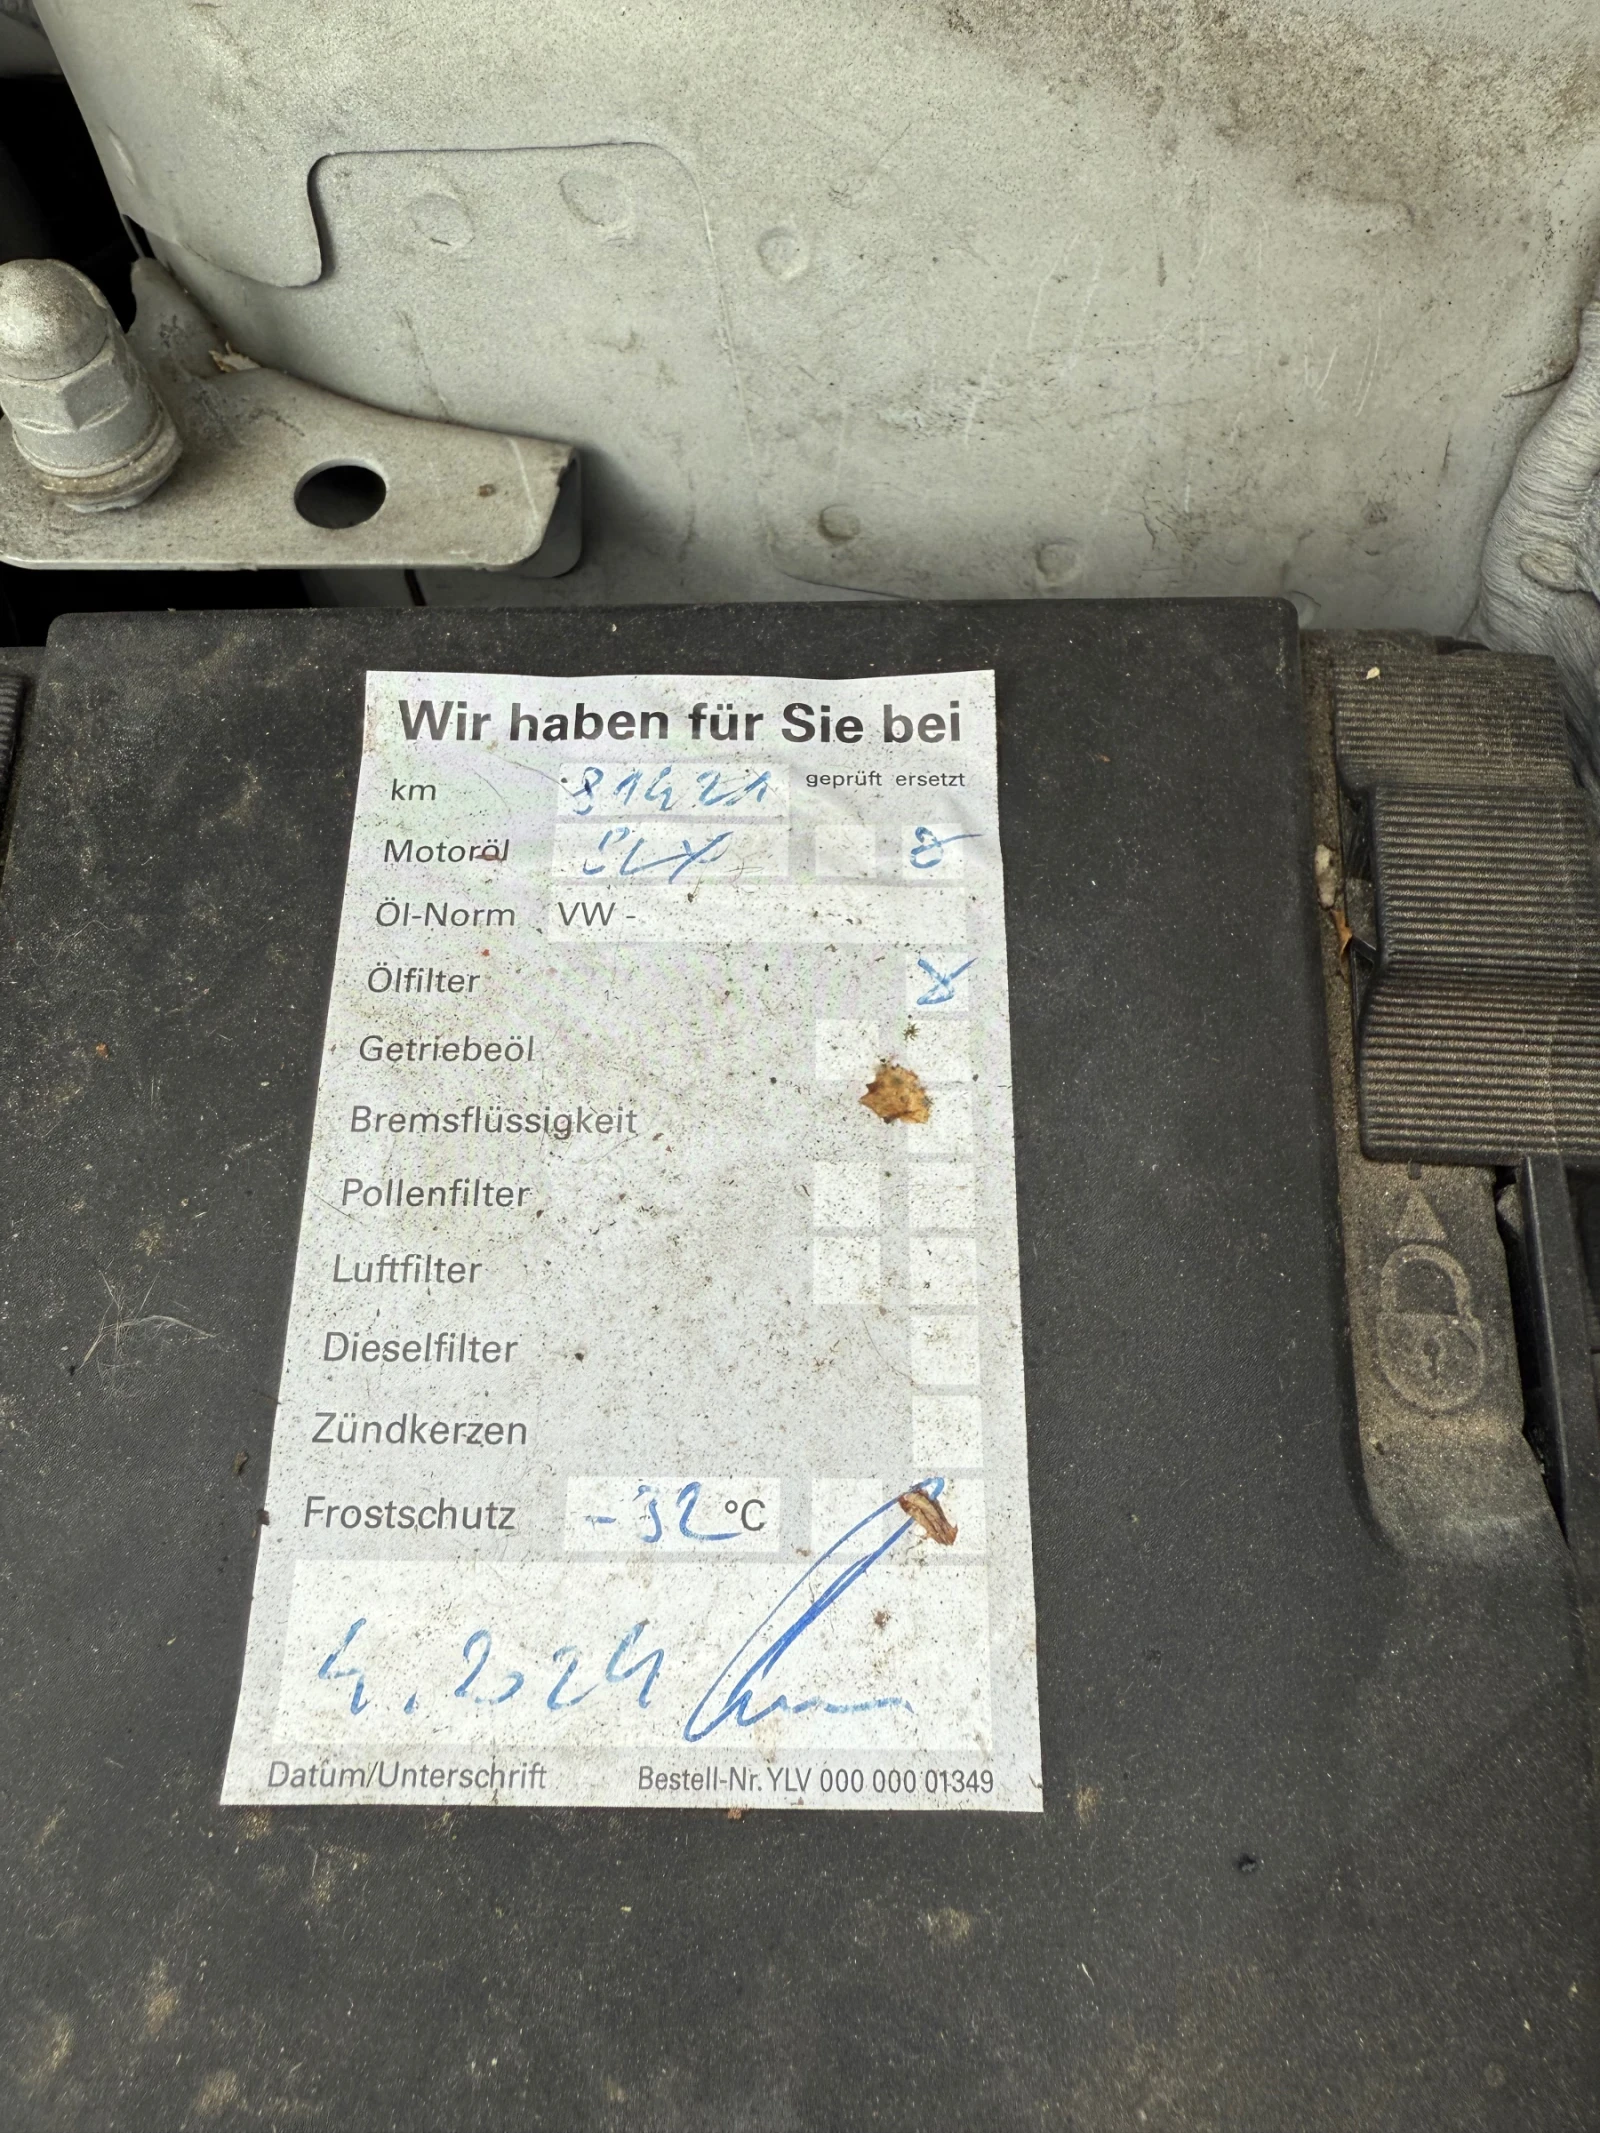 Wir haben für Sie bei
km 81421 geprüft ersetzt
Motoröl
Öl-Norm VW -
Ölfilter X
Getriebeöl
Bremsflüssigkeit
Pollenfilter
Luftfilter
Dieselfilter
Zündkerzen
Frostschutz -32 °C
4.2024
Datum/Unterschrift Bestell-Nr. YLV 000 000 01349